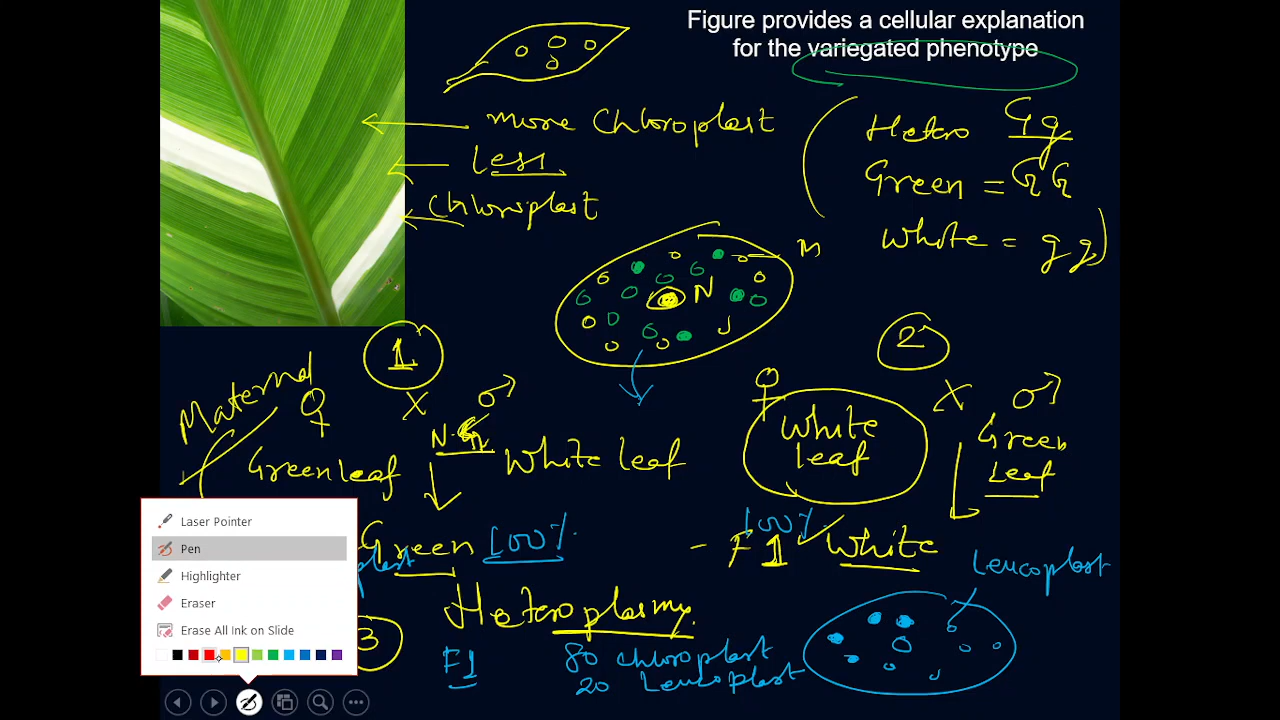 Figure provides a cellular explanation
for the variegated phenotype
more Chloroplast
less
Chloroplast
Hetero Gg
Green = GG
White = gg)
N
m
1
2
Maternal
♀ X ♂
Green leaf
White leaf
♀
White
leaf
X ♂
Green
Leaf
Green 100%
100%
- F1 White
Leucoplast
Heteroplasmy
3
F1
80 chloroplast
20 Leucoplast
Laser Pointer
Pen
Highlighter
Eraser
Erase All Ink on Slide